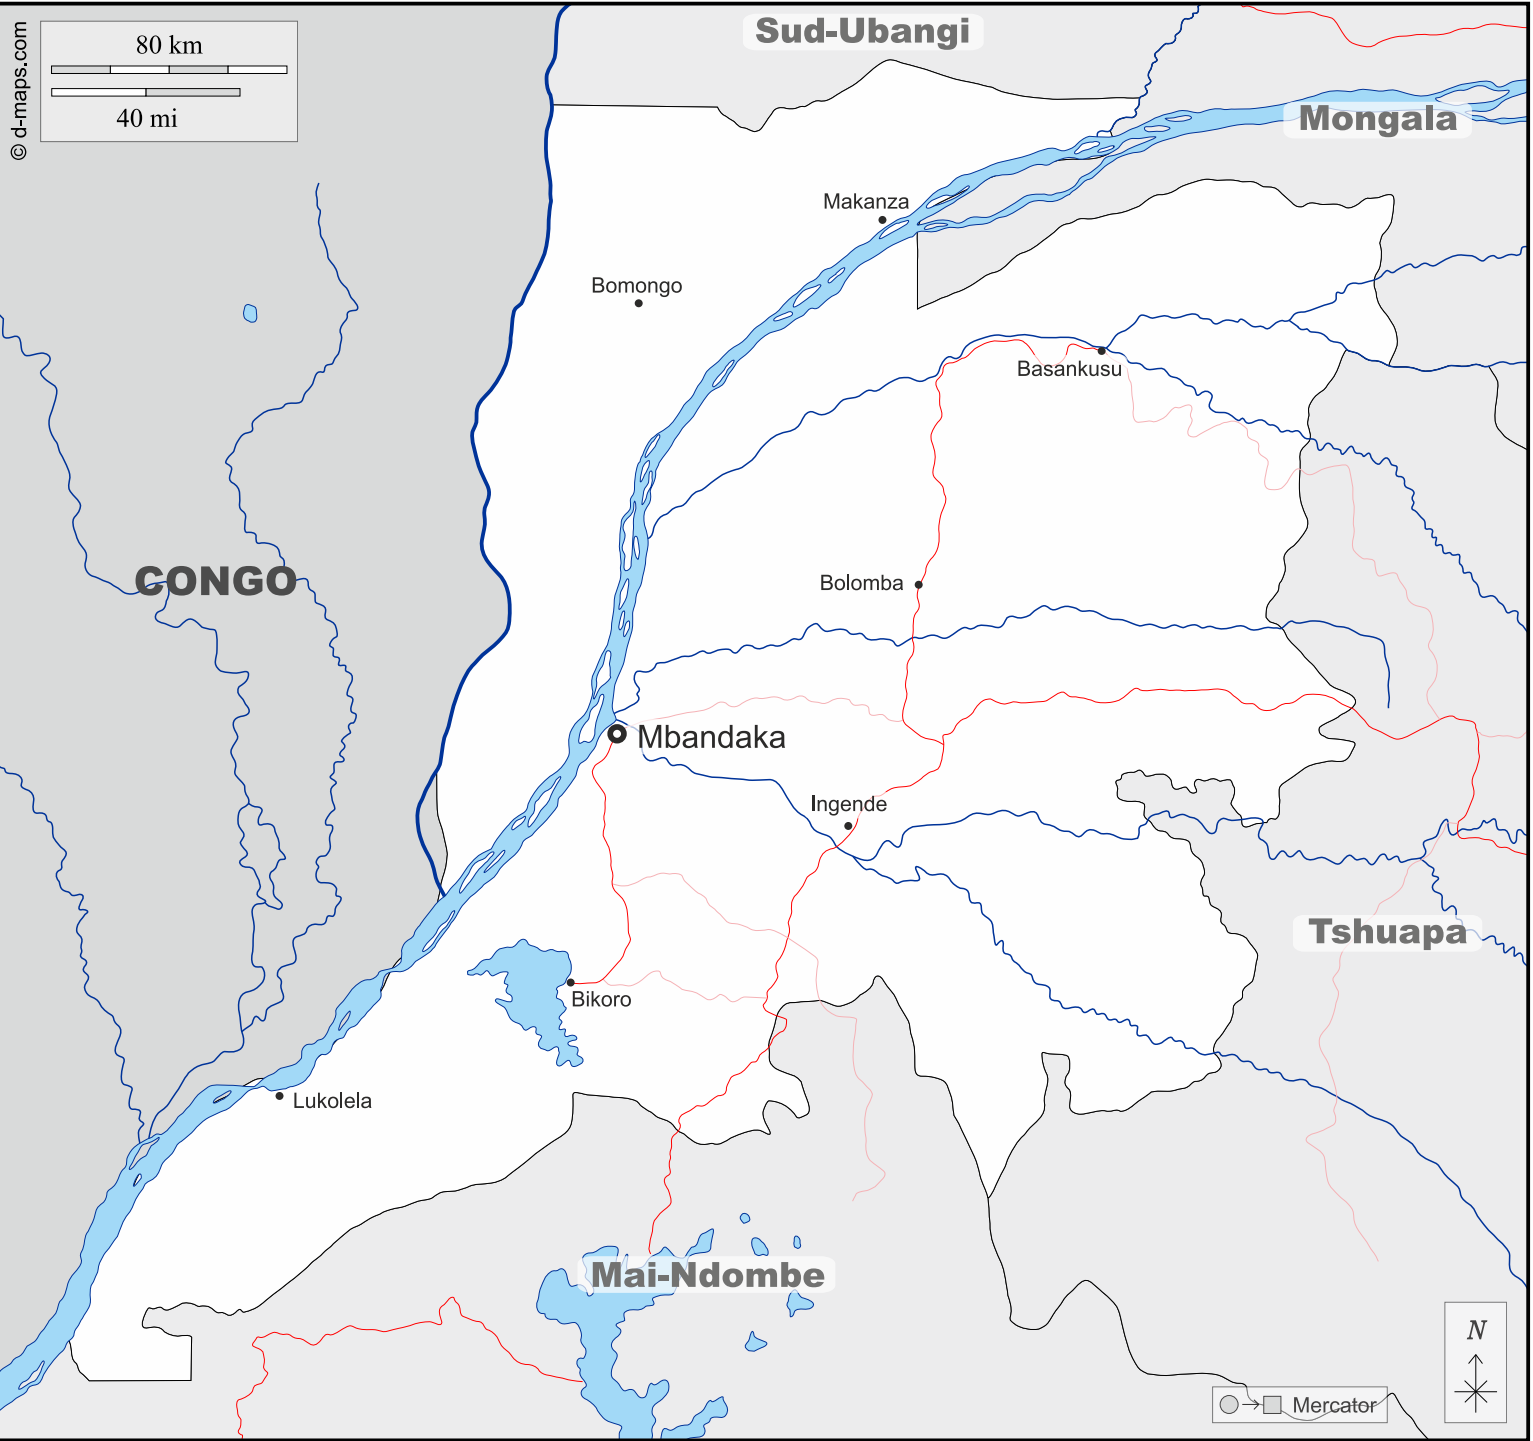 Sud-Ubangi
80 km
40 mi
© d-maps.com
Mongala
Makanza
Bomongo
Basankusu
CONGO
Bolomba
Mbandaka
Ingende
Tshuapa
Bikoro
Lukolela
Mai-Ndombe
N
Mercator